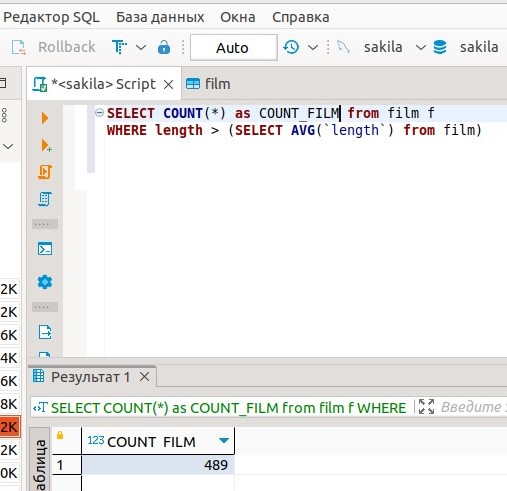 Редактор SQL База данных Окна Справка
Rollback Auto sakila sakila
*<sakila> Script film
SELECT COUNT(*) as COUNT_FILM from film f
WHERE length > (SELECT AVG(`length`) from film)
2K
2K
6K
4K
6K
8K
2K
2K
0K
Результат 1
SELECT COUNT(*) as COUNT_FILM from film f WHERE Введите
аблица
123 COUNT_FILM
1 489